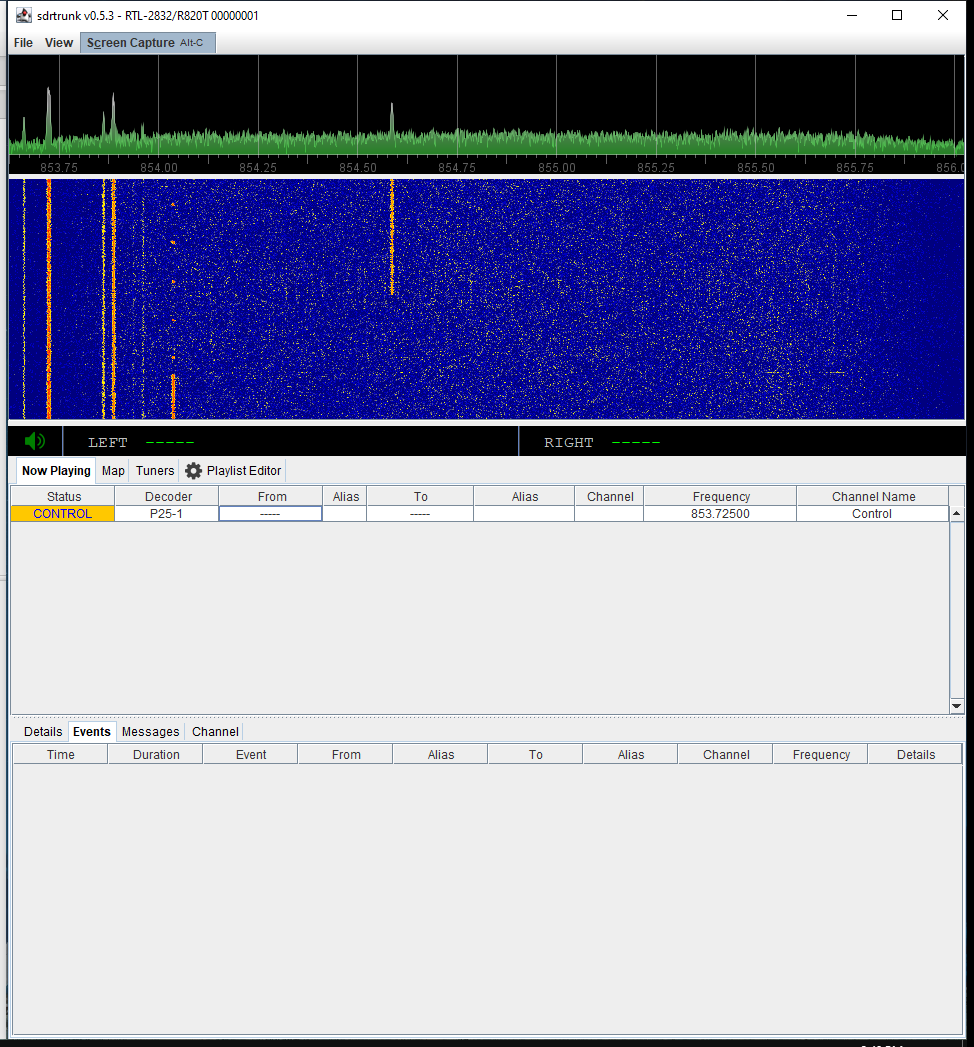 sdrtrunk v0.5.3 - RTL-2832/R820T 00000001
File View Screen Capture Alt-C
853.75 854.00 854.25 854.50 854.75 855.00 855.25 855.50 855.75 856.0
LEFT ----- RIGHT -----
Now Playing Map Tuners Playlist Editor
Status Decoder From Alias To Alias Channel Frequency Channel Name
CONTROL P25-1 ----- ----- 853.72500 Control
Details Events Messages Channel
Time Duration Event From Alias To Alias Channel Frequency Details